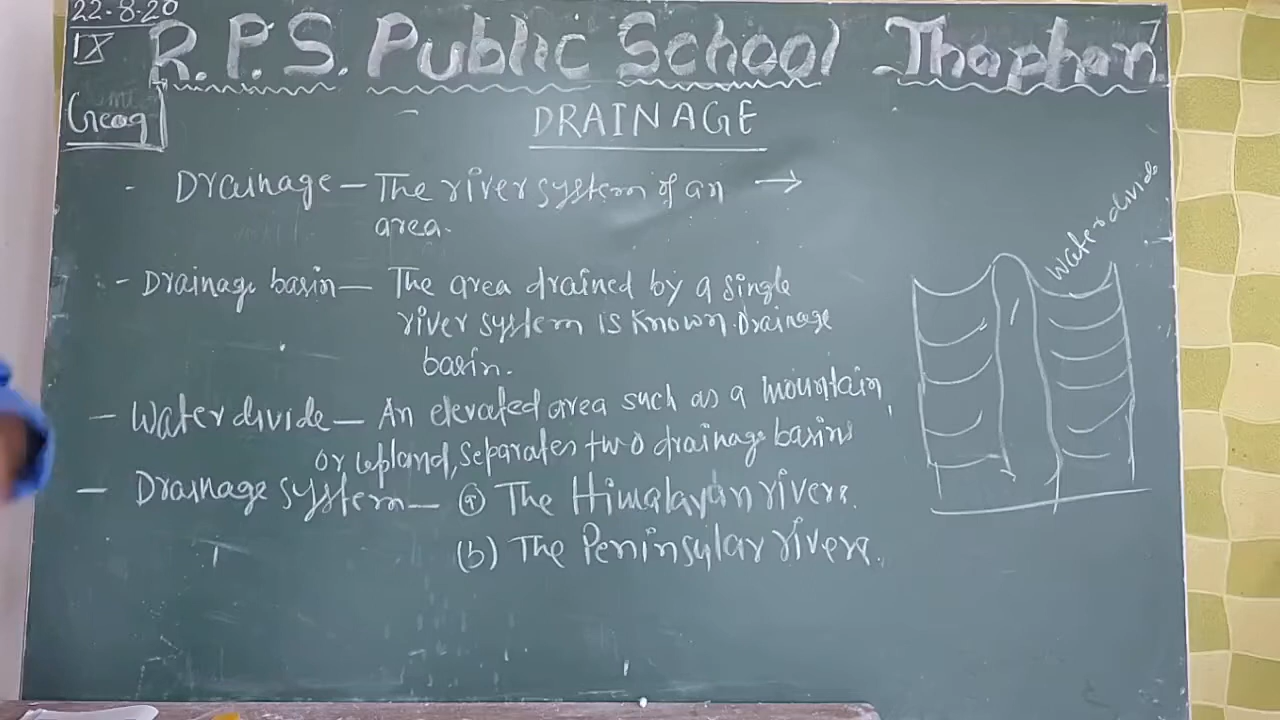 22.8.20
IX
R.P.S. Public School Thaphan
Geog
DRAINAGE
- Drainage – The river system of an →
area.
- Drainage basin – The area drained by a single
river system is known Drainage
basin.
- Water divide – An elevated area such as a mountain,
or upland, separates two drainage basins
- Drainage system – (a) The Himalayan rivers.
(b) The Peninsular rivers.
Water divide